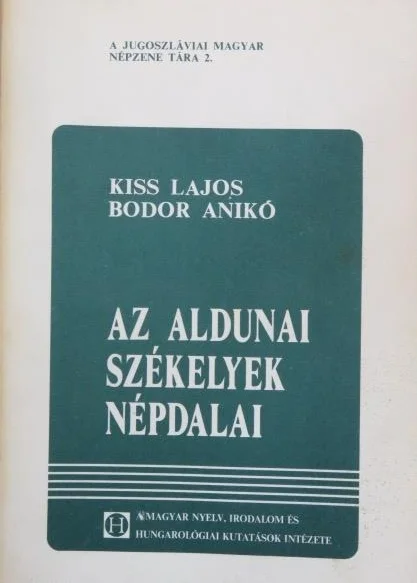 A JUGOSZLÁVIAI MAGYAR
NÉPZENE TÁRA 2.
KISS LAJOS
BODOR ANIKÓ
AZ ALDUNAI
SZÉKELYEK
NÉPDALAI
H
A MAGYAR NYELV, IRODALOM ÉS
HUNGAROLÓGIAI KUTATÁSOK INTÉZETE